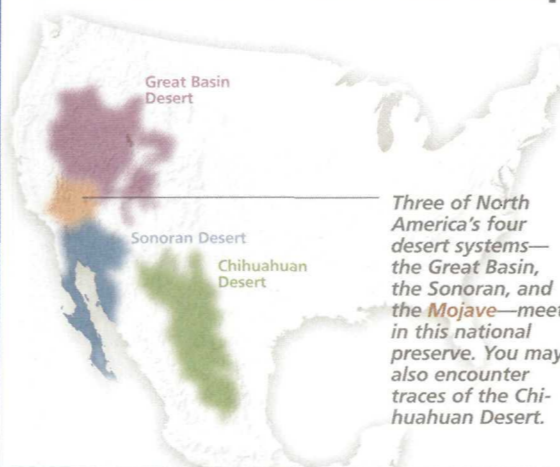 Great Basin
Desert
Sonoran Desert
Chihuahuan
Desert
Three of North
America's four
desert systems—
the Great Basin,
the Sonoran, and
the Mojave—meet
in this national
preserve. You may
also encounter
traces of the Chi-
huahuan Desert.